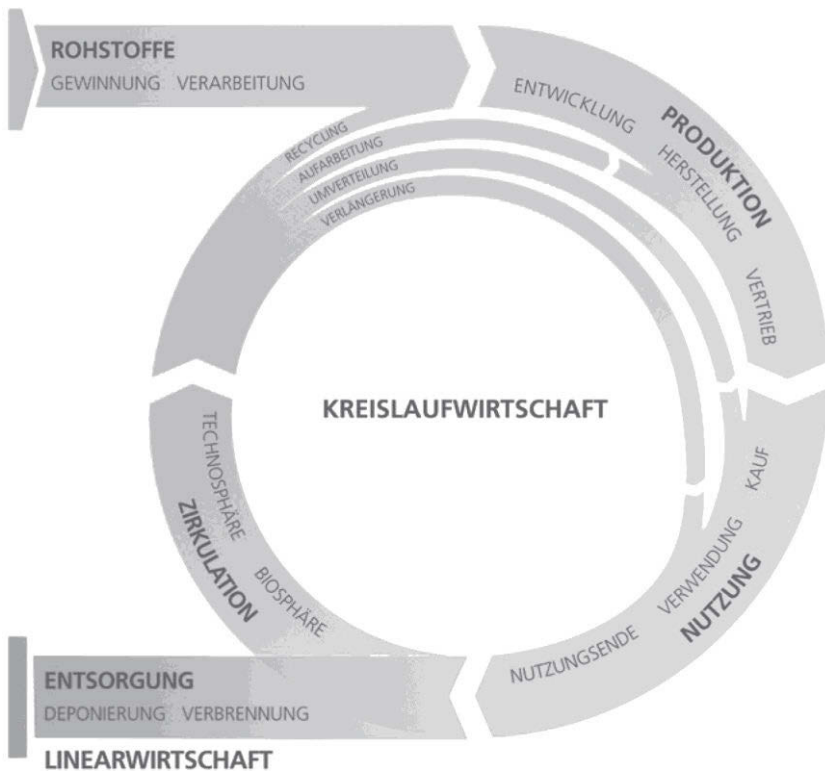 ROHSTOFFE
GEWINNUNG VERARBEITUNG
ENTWICKLUNG
PRODUKTION
HERSTELLUNG
VERTRIEB
RECYCLING
AUFARBEITUNG
UMVERTEILUNG
VERLÄNGERUNG
KREISLAUFWIRTSCHAFT
KAUF
VERWENDUNG
NUTZUNG
NUTZUNGSENDE
TECHNOSPHÄRE
ZIRKULATION
BIOSPHÄRE
ENTSORGUNG
DEPONIERUNG VERBRENNUNG
LINEARWIRTSCHAFT